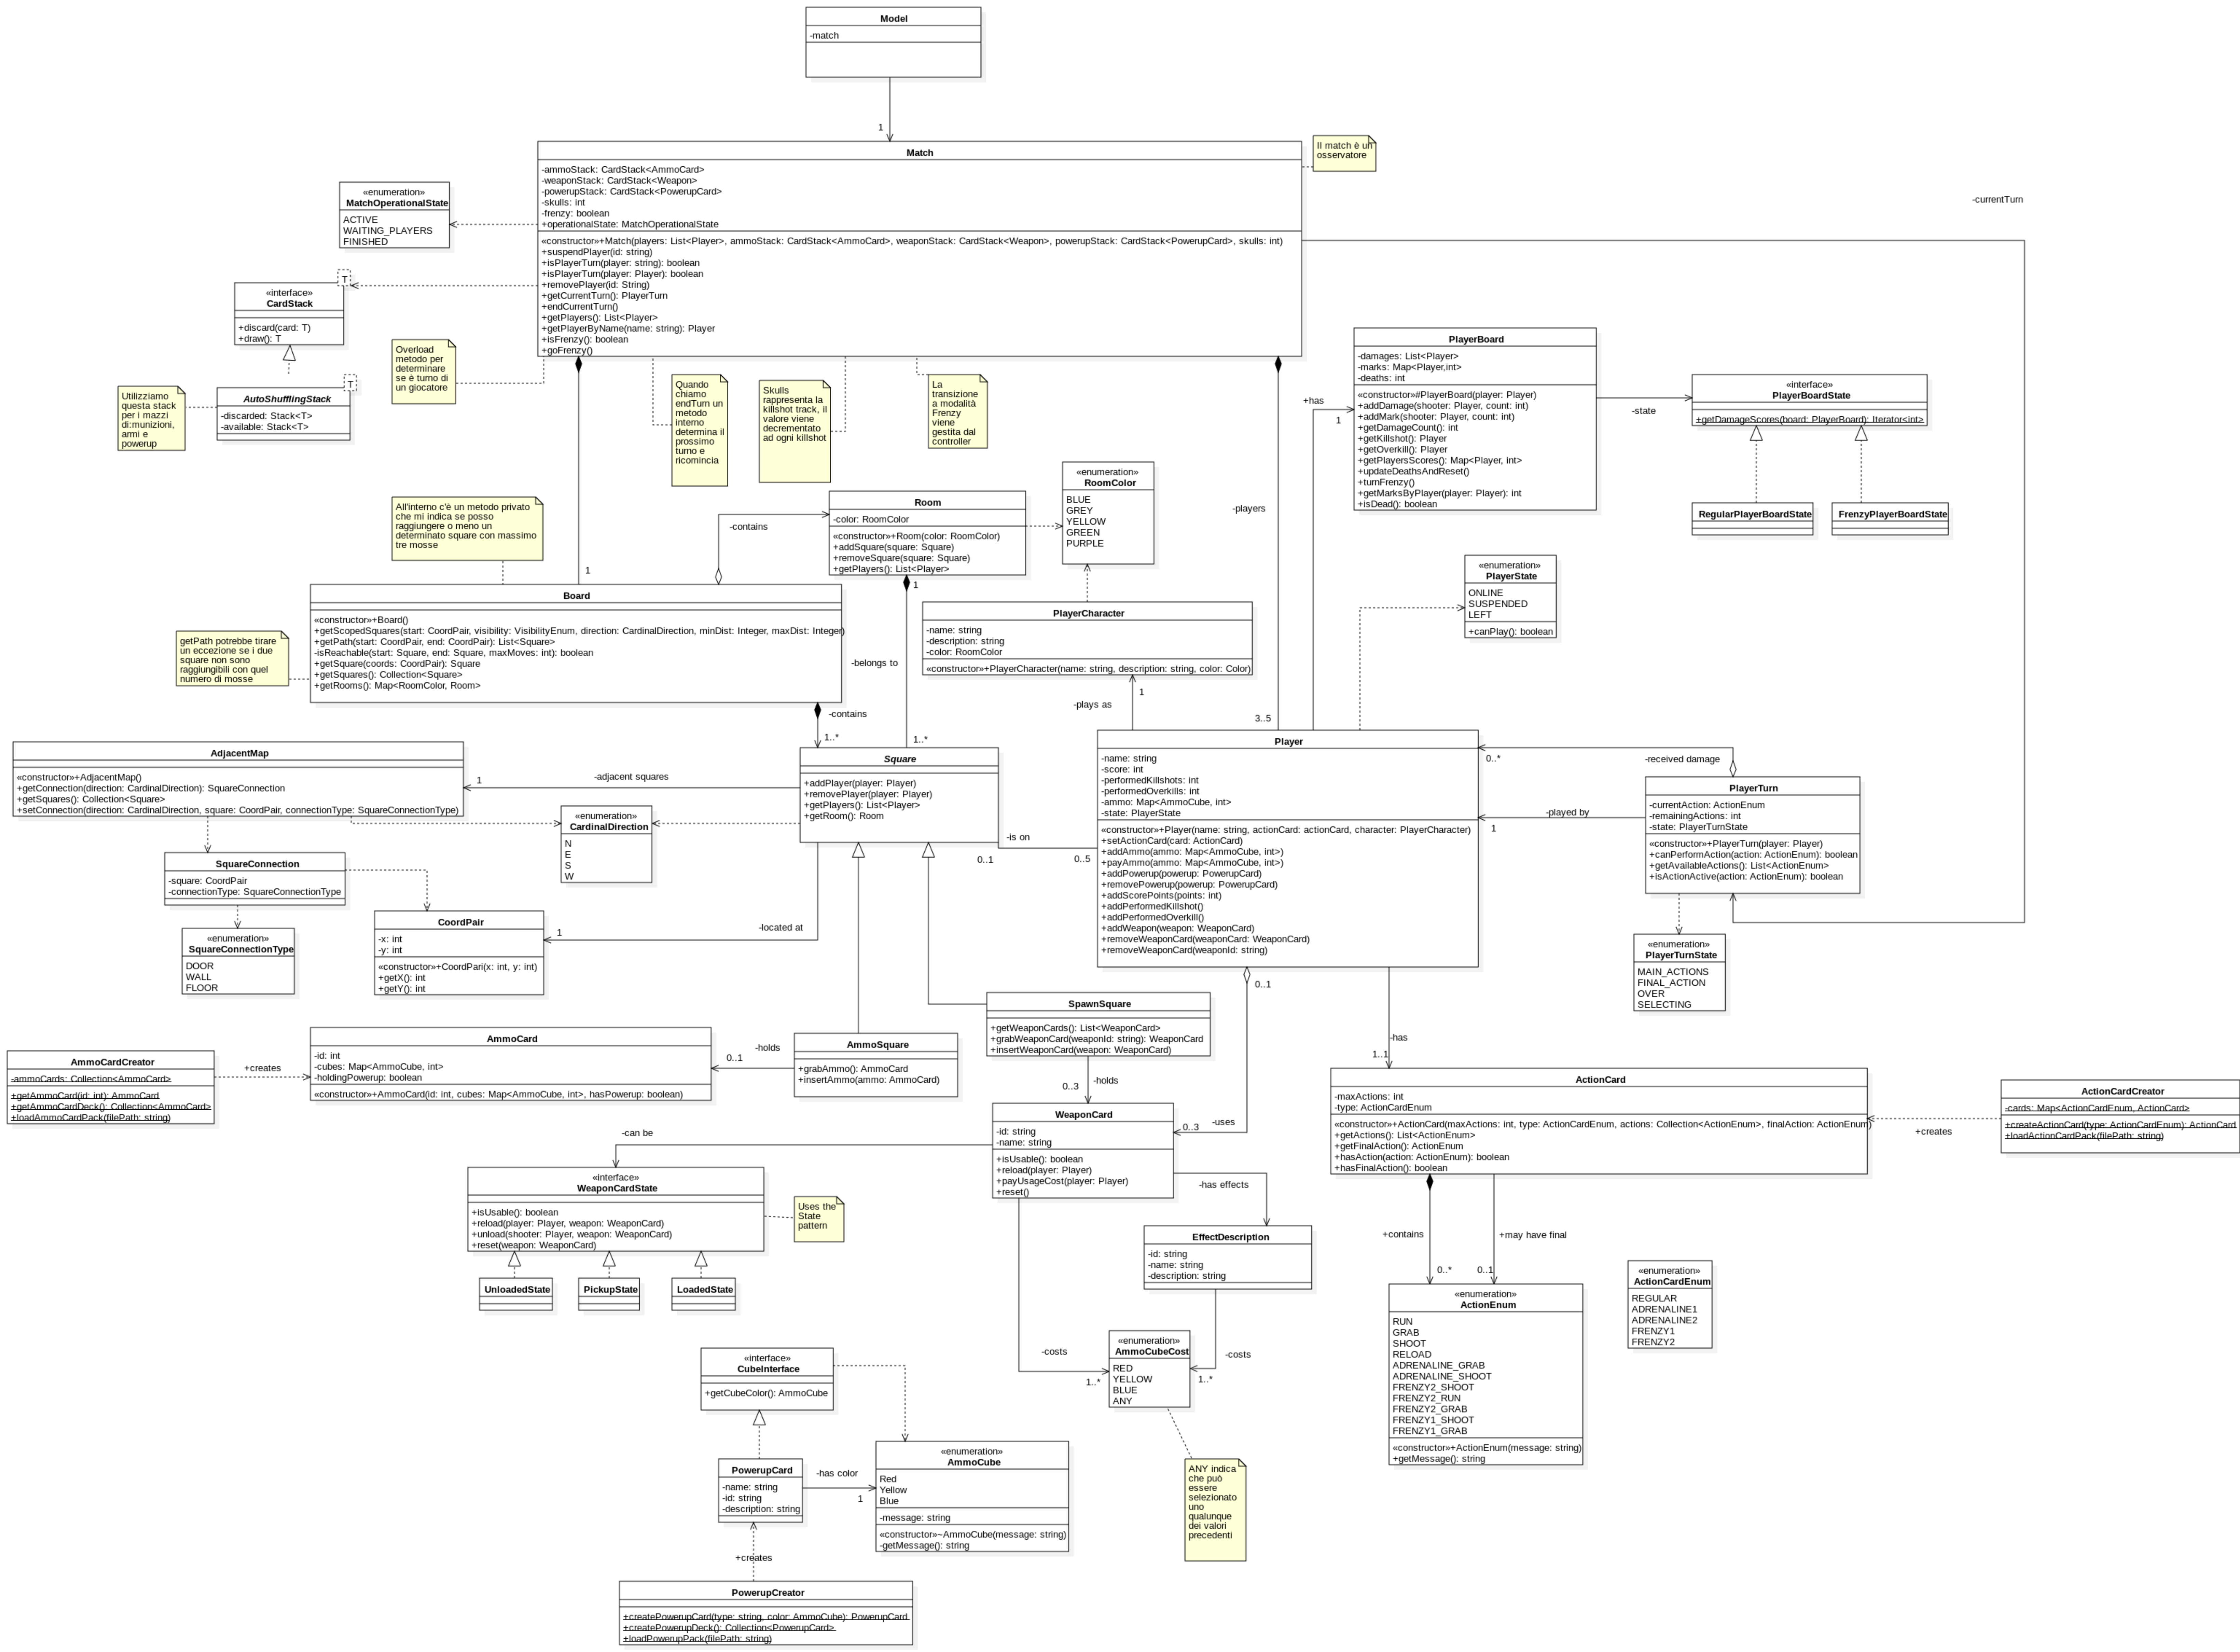 Model
-match
1
Match
-ammoStack: CardStack<AmmoCard>
-weaponStack: CardStack<Weapon>
-powerupStack: CardStack<PowerupCard>
-skulls: int
-frenzy: boolean
+operationalState: MatchOperationalState
«constructor»+Match(players: List<Player>, ammoStack: CardStack<AmmoCard>, weaponStack: CardStack<Weapon>, powerupStack: CardStack<PowerupCard>, skulls: int)
+suspendPlayer(id: string)
+isPlayerTurn(player: string): boolean
+isPlayerTurn(player: Player): boolean
+removePlayer(id: String)
+getCurrentTurn(): PlayerTurn
+endCurrentTurn()
+getPlayers(): List<Player>
+getPlayerByName(name: string): Player
+isFrenzy(): boolean
+goFrenzy()
Il match è un
osservatore
-currentTurn
«enumeration»
MatchOperationalState
ACTIVE
WAITING_PLAYERS
FINISHED
T
«interface»
CardStack
+discard(card: T)
+draw(): T
T
AutoShufflingStack
-discarded: Stack<T>
-available: Stack<T>
Utilizziamo
questa stack
per i mazzi
di:munizioni,
armi e
powerup
Overload
metodo per
determinare
se è turno di
un giocatore
Quando
chiamo
endTurn un
metodo
interno
determina il
prossimo
turno e
ricomincia
Skulls
rappresenta la
killshot track, il
valore viene
decrementato
ad ogni killshot
La
transizione
a modalità
Frenzy
viene
gestita dal
controller
+has
1
PlayerBoard
-damages: List<Player>
-marks: Map<Player,int>
-deaths: int
«constructor»#PlayerBoard(player: Player)
+addDamage(shooter: Player, count: int)
+addMark(shooter: Player, count: int)
+getDamageCount(): int
+getKillshot(): Player
+getOverkill(): Player
+getPlayersScores(): Map<Player, int>
+updateDeathsAndReset()
+turnFrenzy()
+getMarksByPlayer(player: Player): int
+isDead(): boolean
-state
«interface»
PlayerBoardState
+getDamageScores(board: PlayerBoard): Iterator<int>
RegularPlayerBoardState
FrenzyPlayerBoardState
All'interno c'è un metodo privato
che mi indica se posso
raggiungere o meno un
determinato square con massimo
tre mosse
1
-contains
Room
-color: RoomColor
«constructor»+Room(color: RoomColor)
+addSquare(square: Square)
+removeSquare(square: Square)
+getPlayers(): List<Player>
1
«enumeration»
RoomColor
BLUE
GREY
YELLOW
GREEN
PURPLE
-players
3..5
«enumeration»
PlayerState
ONLINE
SUSPENDED
LEFT
+canPlay(): boolean
Board
«constructor»+Board()
+getScopedSquares(start: CoordPair, visibility: VisibilityEnum, direction: CardinalDirection, minDist: Integer, maxDist: Integer)
+getPath(start: CoordPair, end: CoordPair): List<Square>
-isReachable(start: Square, end: Square, maxMoves: int): boolean
+getSquare(coords: CoordPair): Square
+getSquares(): Collection<Square>
+getRooms(): Map<RoomColor, Room>
getPath potrebbe tirare
un eccezione se i due
square non sono
raggiungibili con quel
numero di mosse
-belongs to
1..*
-contains
1..*
PlayerCharacter
-name: string
-description: string
-color: RoomColor
«constructor»+PlayerCharacter(name: string, description: string, color: Color)
-plays as
1
AdjacentMap
«constructor»+AdjacentMap()
+getConnection(direction: CardinalDirection): SquareConnection
+getSquares(): Collection<Square>
+setConnection(direction: CardinalDirection, square: CoordPair, connectionType: SquareConnectionType)
1
-adjacent squares
Square
+addPlayer(player: Player)
+removePlayer(player: Player)
+getPlayers(): List<Player>
+getRoom(): Room
«enumeration»
CardinalDirection
N
E
S
W
-is on
0..1
0..5
Player
-name: string
-score: int
-performedKillshots: int
-performedOverkills: int
-ammo: Map<AmmoCube, int>
-state: PlayerState
«constructor»+Player(name: string, actionCard: actionCard, character: PlayerCharacter)
+setActionCard(card: ActionCard)
+addAmmo(ammo: Map<AmmoCube, int>)
+payAmmo(ammo: Map<AmmoCube, int>)
+addPowerup(powerup: PowerupCard)
+removePowerup(powerup: PowerupCard)
+addScorePoints(points: int)
+addPerformedKillshot()
+addPerformedOverkill()
+addWeapon(weapon: WeaponCard)
+removeWeaponCard(weaponCard: WeaponCard)
+removeWeaponCard(weaponId: string)
0..*
-received damage
-played by
1
PlayerTurn
-currentAction: ActionEnum
-remainingActions: int
-state: PlayerTurnState
«constructor»+PlayerTurn(player: Player)
+canPerformAction(action: ActionEnum): boolean
+getAvailableActions(): List<ActionEnum>
+isActionActive(action: ActionEnum): boolean
«enumeration»
PlayerTurnState
MAIN_ACTIONS
FINAL_ACTION
OVER
SELECTING
SquareConnection
-square: CoordPair
-connectionType: SquareConnectionType
«enumeration»
SquareConnectionType
DOOR
WALL
FLOOR
CoordPair
-x: int
-y: int
«constructor»+CoordPari(x: int, y: int)
+getX(): int
+getY(): int
1
-located at
SpawnSquare
+getWeaponCards(): List<WeaponCard>
+grabWeaponCard(weaponId: string): WeaponCard
+insertWeaponCard(weapon: WeaponCard)
0..1
AmmoCardCreator
-ammoCards: Collection<AmmoCard>
+getAmmoCard(id: int): AmmoCard
+getAmmoCardDeck(): Collection<AmmoCard>
+loadAmmoCardPack(filePath: string)
+creates
AmmoCard
-id: int
-cubes: Map<AmmoCube, int>
-holdingPowerup: boolean
«constructor»+AmmoCard(id: int, cubes: Map<AmmoCube, int>, hasPowerup: boolean)
-holds
0..1
AmmoSquare
+grabAmmo(): AmmoCard
+insertAmmo(ammo: AmmoCard)
0..3
-holds
-has
1..1
ActionCard
-maxActions: int
-type: ActionCardEnum
«constructor»+ActionCard(maxActions: int, type: ActionCardEnum, actions: Collection<ActionEnum>, finalAction: ActionEnum)
+getActions(): List<ActionEnum>
+getFinalAction(): ActionEnum
+hasAction(action: ActionEnum): boolean
+hasFinalAction(): boolean
+creates
ActionCardCreator
-cards: Map<ActionCardEnum, ActionCard>
+createActionCard(type: ActionCardEnum): ActionCard
+loadActionCardPack(filePath: string)
WeaponCard
-id: string
-name: string
+isUsable(): boolean
+reload(player: Player)
+payUsageCost(player: Player)
+reset()
-uses
0..3
-can be
«interface»
WeaponCardState
+isUsable(): boolean
+reload(player: Player, weapon: WeaponCard)
+unload(shooter: Player, weapon: WeaponCard)
+reset(weapon: WeaponCard)
Uses the
State
pattern
UnloadedState
PickupState
LoadedState
-has effects
EffectDescription
-id: string
-name: string
-description: string
+contains
0..*
+may have final
0..1
«enumeration»
ActionEnum
RUN
GRAB
SHOOT
RELOAD
ADRENALINE_GRAB
ADRENALINE_SHOOT
FRENZY2_SHOOT
FRENZY2_RUN
FRENZY2_GRAB
FRENZY1_SHOOT
FRENZY1_GRAB
«constructor»+ActionEnum(message: string)
+getMessage(): string
«enumeration»
ActionCardEnum
REGULAR
ADRENALINE1
ADRENALINE2
FRENZY1
FRENZY2
-costs
1..*
«enumeration»
AmmoCubeCost
RED
YELLOW
BLUE
ANY
-costs
1..*
ANY indica
che può
essere
selezionato
uno
qualunque
dei valori
precedenti
«interface»
CubeInterface
+getCubeColor(): AmmoCube
PowerupCard
-name: string
-id: string
-description: string
-has color
1
«enumeration»
AmmoCube
Red
Yellow
Blue
-message: string
«constructor»~AmmoCube(message: string)
-getMessage(): string
+creates
PowerupCreator
+createPowerupCard(type: string, color: AmmoCube): PowerupCard
+createPowerupDeck(): Collection<PowerupCard>
+loadPowerupPack(filePath: string)